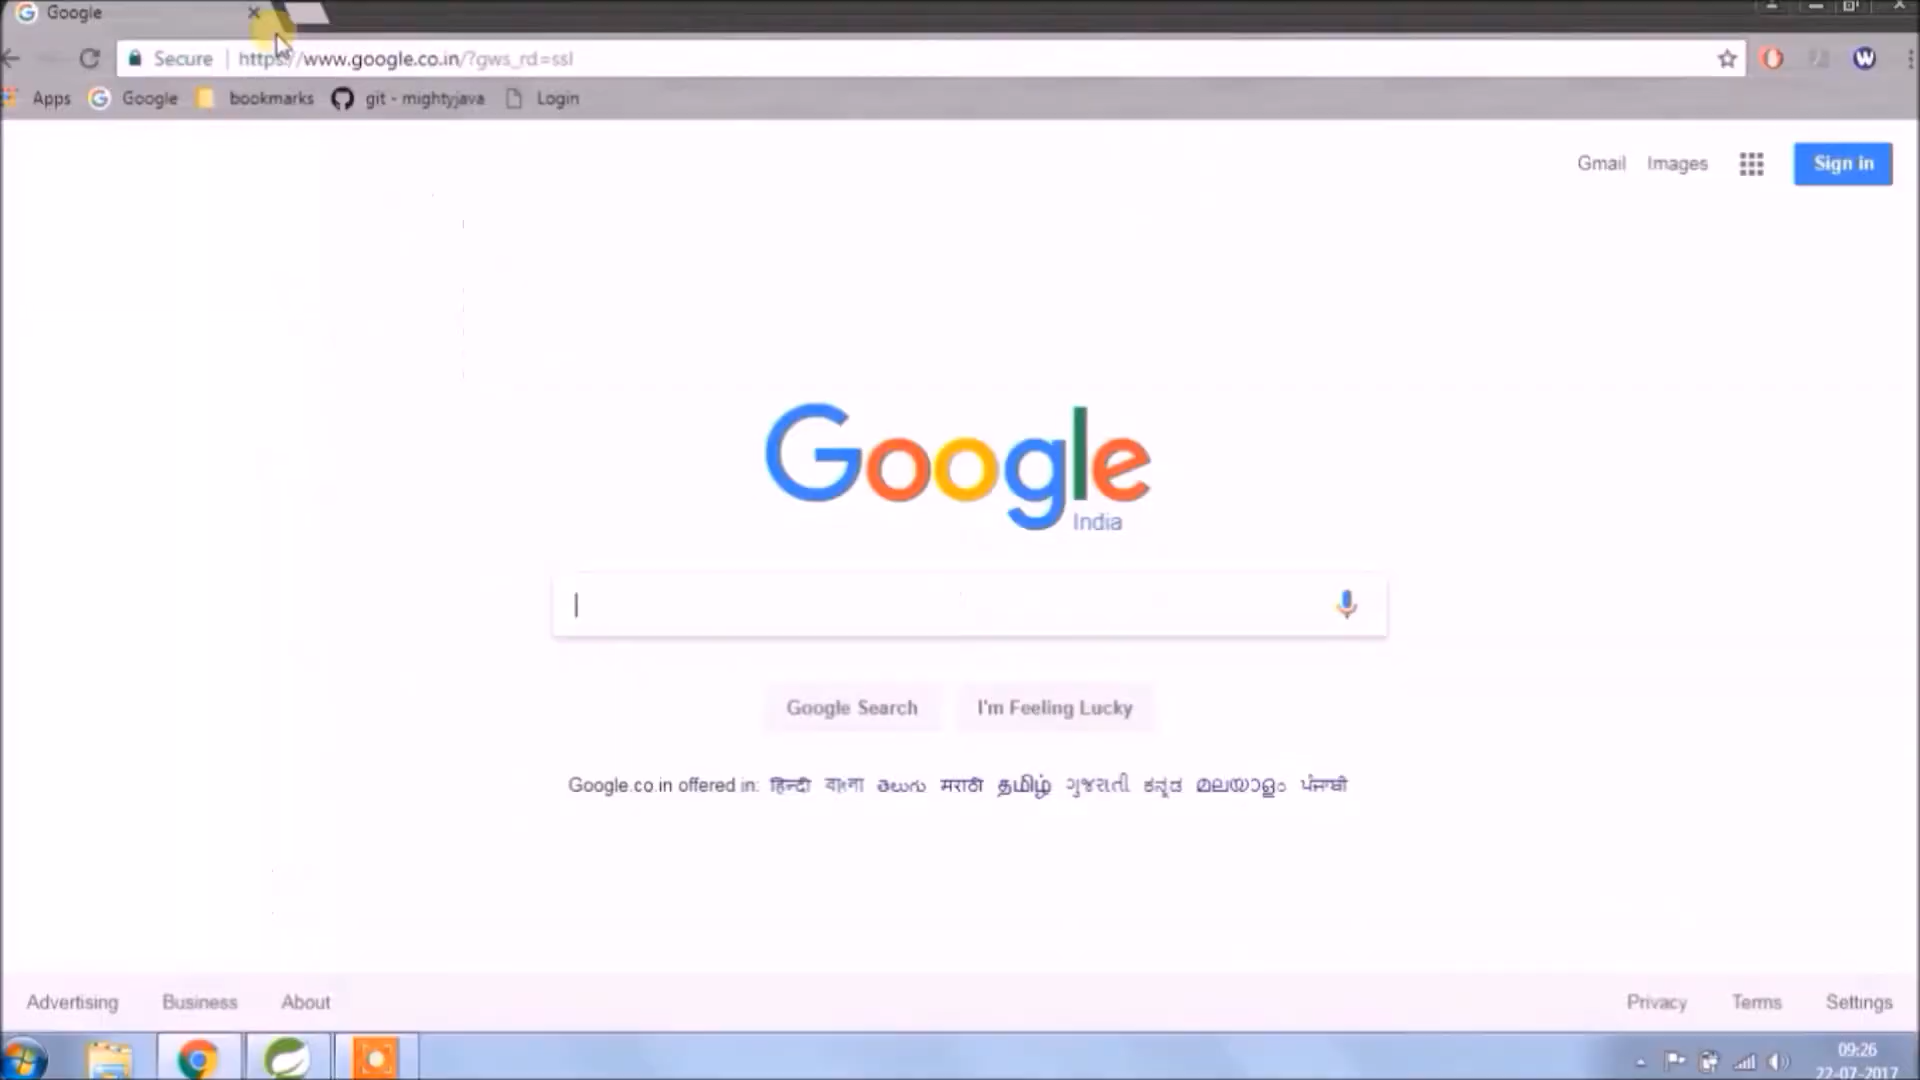 Google
Secure | https://www.google.co.in/?gws_rd=ssl
Apps Google bookmarks git - mightyjava Login
Gmail Images Sign in
Google
India
Google Search I'm Feeling Lucky
Google.co.in offered in: हिन्दी বাংলা తెలుగు मराठी தமிழ் ગુજરાતી ಕನ್ನಡ മലയാളം ਪੰਜਾਬੀ
Advertising Business About Privacy Terms Settings
09:26
22-07-2017